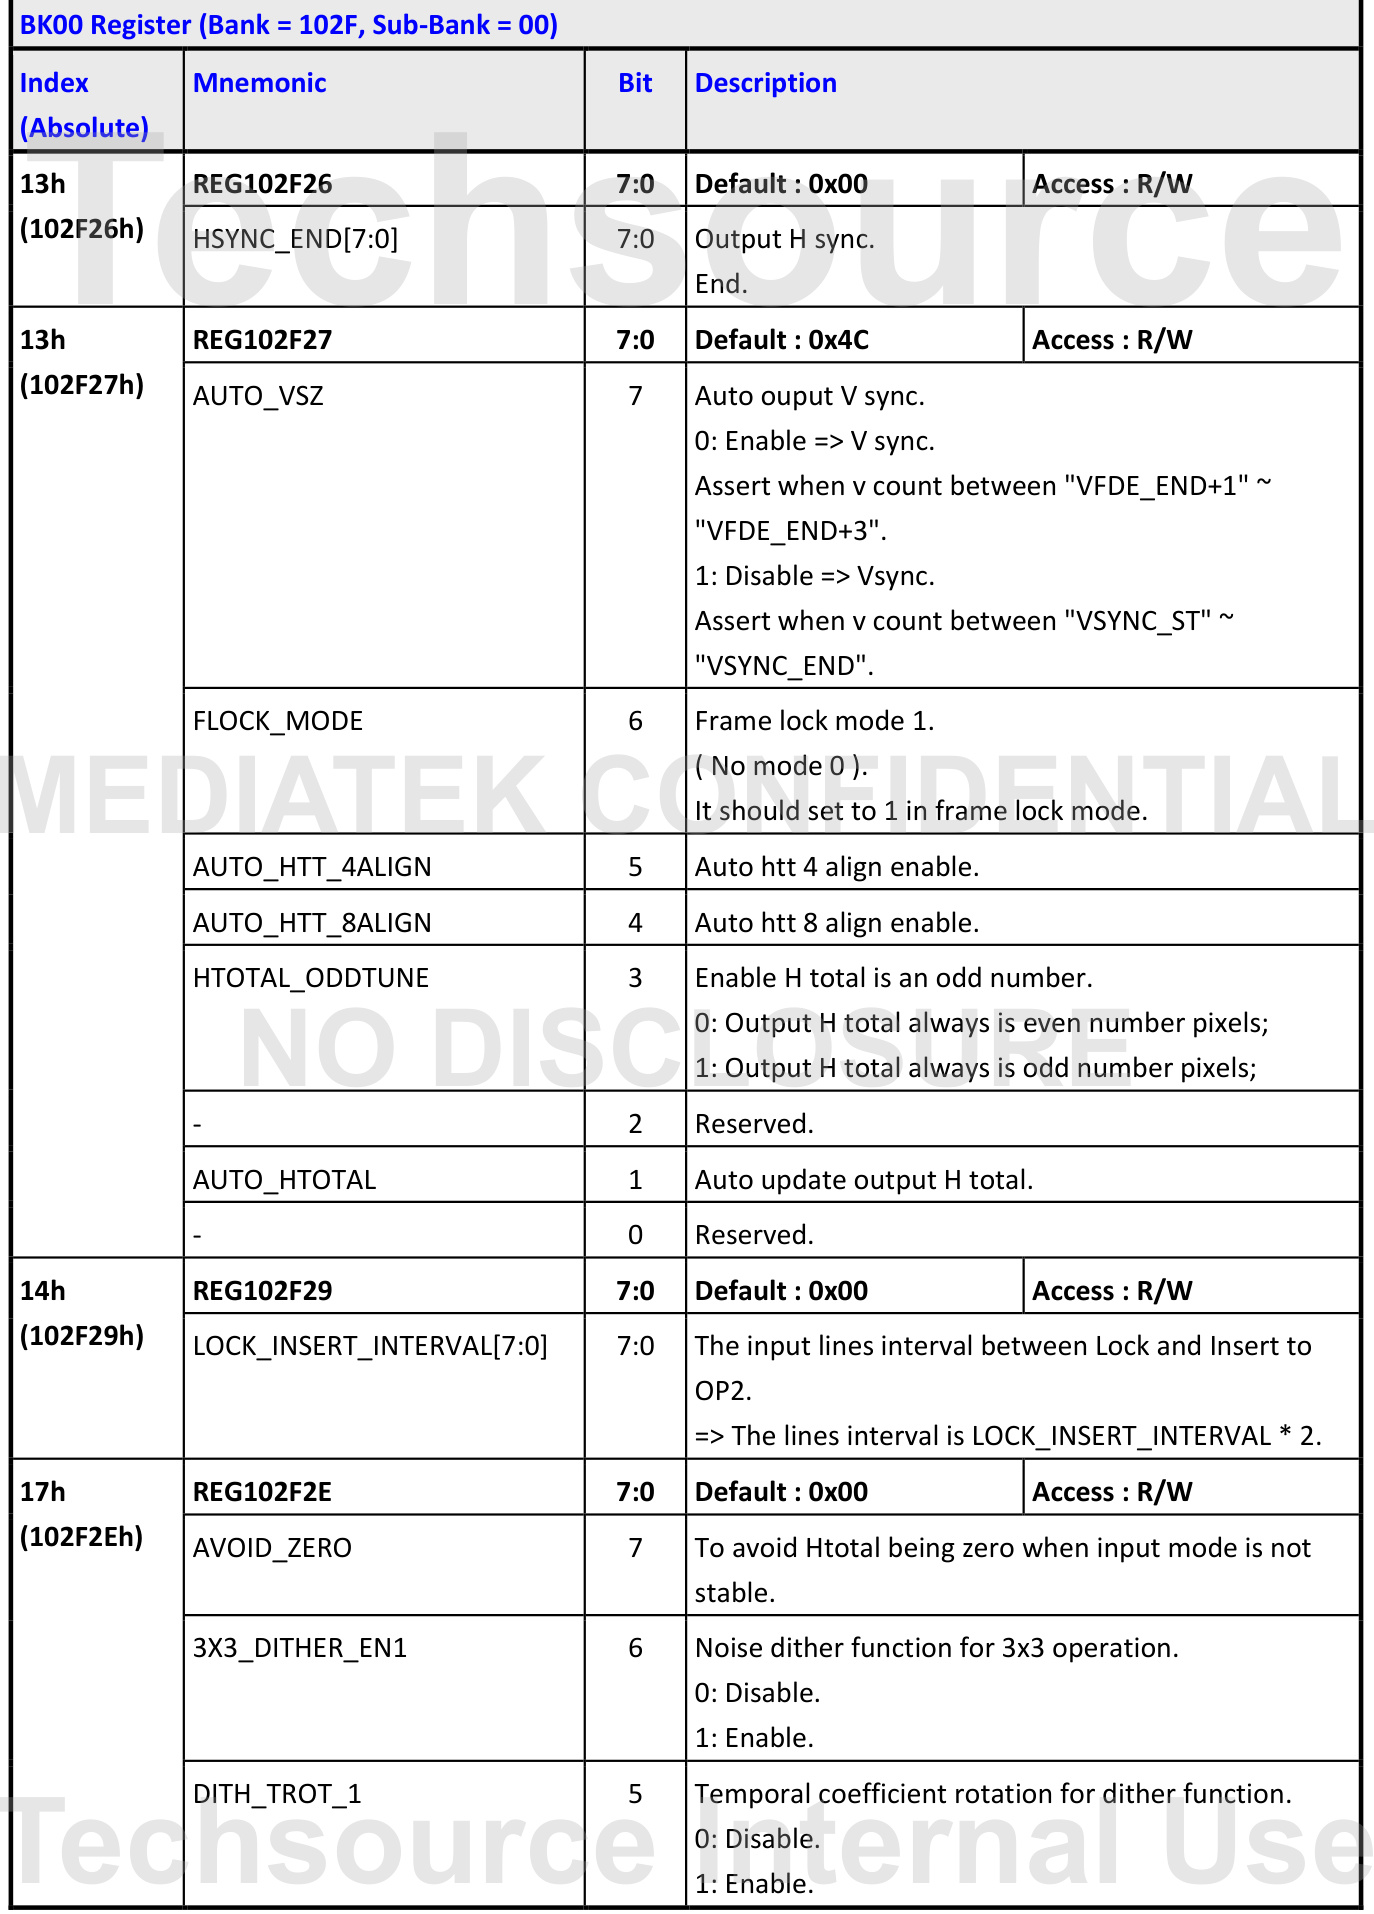 BK00 Register (Bank = 102F, Sub-Bank = 00)
Index (Absolute) Mnemonic Bit Description
13h (102F26h) REG102F26 7:0 Default : 0x00 Access : R/W
HSYNC_END[7:0] 7:0 Output H sync.
End.
13h (102F27h) REG102F27 7:0 Default : 0x4C Access : R/W
AUTO_VSZ 7 Auto ouput V sync.
0: Enable => V sync.
Assert when v count between "VFDE_END+1" ~
"VFDE_END+3".
1: Disable => Vsync.
Assert when v count between "VSYNC_ST" ~
"VSYNC_END".
FLOCK_MODE 6 Frame lock mode 1.
( No mode 0 ).
It should set to 1 in frame lock mode.
AUTO_HTT_4ALIGN 5 Auto htt 4 align enable.
AUTO_HTT_8ALIGN 4 Auto htt 8 align enable.
HTOTAL_ODDTUNE 3 Enable H total is an odd number.
0: Output H total always is even number pixels;
1: Output H total always is odd number pixels;
- 2 Reserved.
AUTO_HTOTAL 1 Auto update output H total.
- 0 Reserved.
14h (102F29h) REG102F29 7:0 Default : 0x00 Access : R/W
LOCK_INSERT_INTERVAL[7:0] 7:0 The input lines interval between Lock and Insert to
OP2.
=> The lines interval is LOCK_INSERT_INTERVAL * 2.
17h (102F2Eh) REG102F2E 7:0 Default : 0x00 Access : R/W
AVOID_ZERO 7 To avoid Htotal being zero when input mode is not
stable.
3X3_DITHER_EN1 6 Noise dither function for 3x3 operation.
0: Disable.
1: Enable.
DITH_TROT_1 5 Temporal coefficient rotation for dither function.
0: Disable.
1: Enable.
Techsource
MEDIATEK CONFIDENTIAL
NO DISCLOSURE
Techsource Internal Use